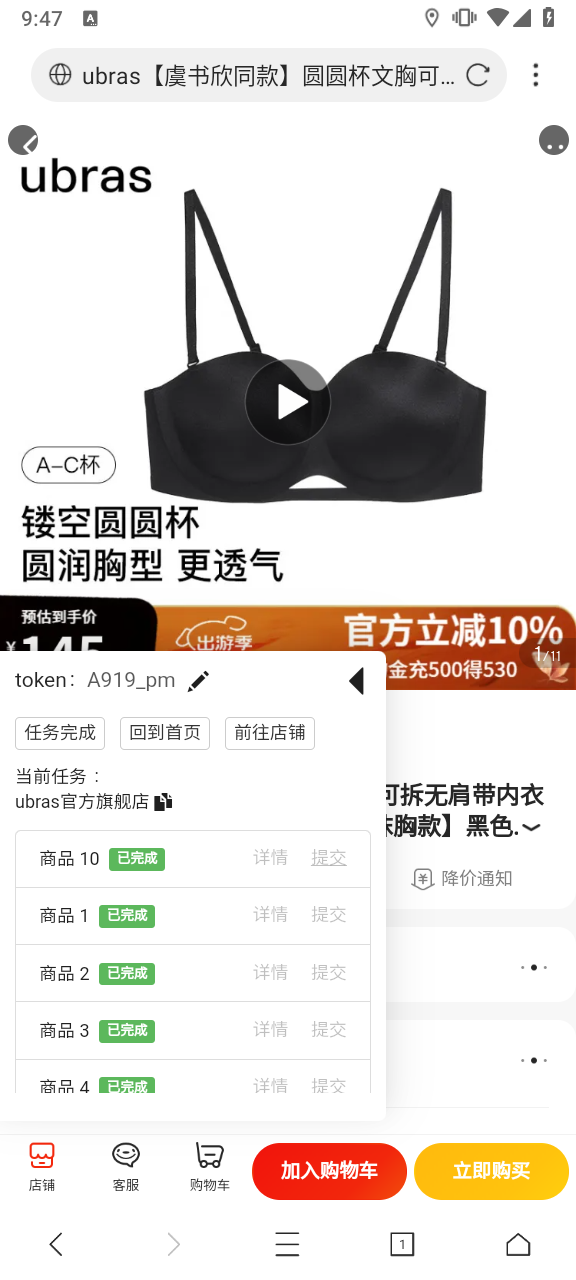 9:47
A
ubras【虞书欣同款】圆圆杯文胸可...
ubras
A–C杯
镂空圆圆杯
圆润胸型 更透气
预估到手价
¥145
出游季
官方立减10%
金充500得530
1/11
token： A919_pm
任务完成
回到首页
前往店铺
当前任务：
ubras官方旗舰店
可拆无肩带内衣
胸款】黑色.
降价通知
商品 10 已完成 详情 提交
商品 1 已完成 详情 提交
商品 2 已完成 详情 提交
商品 3 已完成 详情 提交
商品 4 已完成 详情 提交
店铺
客服
购物车
加入购物车
立即购买
1